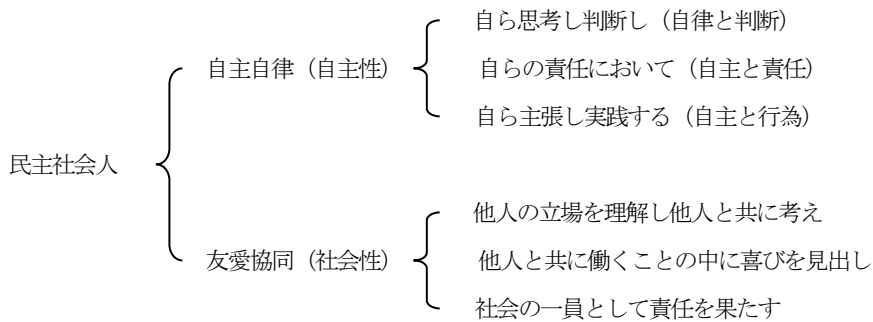 自ら思考し判断し（自律と判断）
自主自律（自主性）
自らの責任において（自主と責任）
自ら主張し実践する（自主と行為）
民主社会人
他人の立場を理解し他人と共に考え
友愛協同（社会性）
他人と共に働くことの中に喜びを見出し
社会の一員として責任を果たす